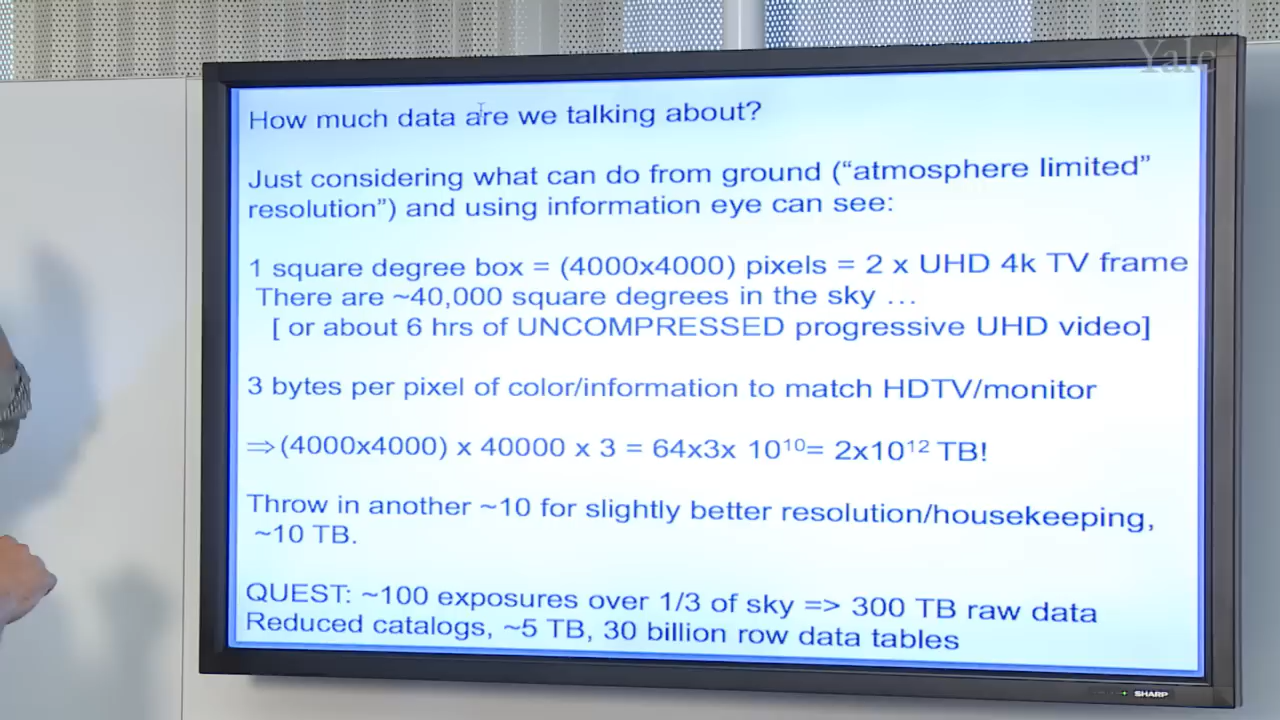 Yale
How much data are we talking about?
Just considering what can do from ground (“atmosphere limited”
resolution”) and using information eye can see:
1 square degree box = (4000x4000) pixels = 2 x UHD 4k TV frame
There are ~40,000 square degrees in the sky …
[ or about 6 hrs of UNCOMPRESSED progressive UHD video]
3 bytes per pixel of color/information to match HDTV/monitor
⇒(4000x4000) x 40000 x 3 = 64x3x 10¹⁰= 2x10¹² TB!
Throw in another ~10 for slightly better resolution/housekeeping,
~10 TB.
QUEST: ~100 exposures over 1/3 of sky => 300 TB raw data
Reduced catalogs, ~5 TB, 30 billion row data tables
SHARP